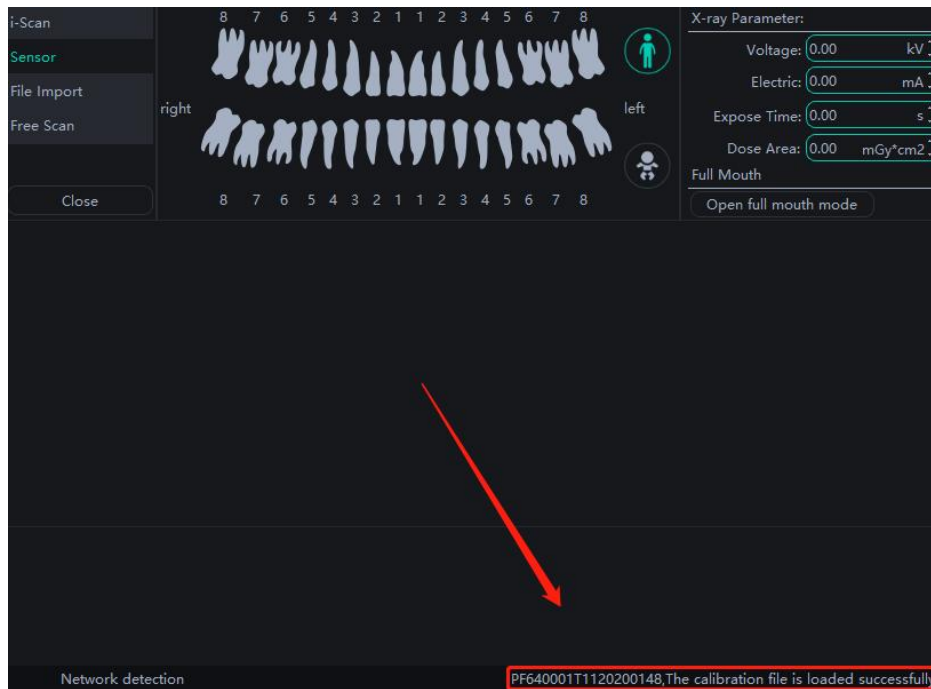 i-Scan
Sensor
File Import
Free Scan
Close
8 7 6 5 4 3 2 1 1 2 3 4 5 6 7 8
right
left
8 7 6 5 4 3 2 1 1 2 3 4 5 6 7 8
X-ray Parameter:
Voltage: 0.00 kV
Electric: 0.00 mA
Expose Time: 0.00 s
Dose Area: 0.00 mGy*cm2
Full Mouth
Open full mouth mode
Network detection
PF640001T1120200148,The calibration file is loaded successfully